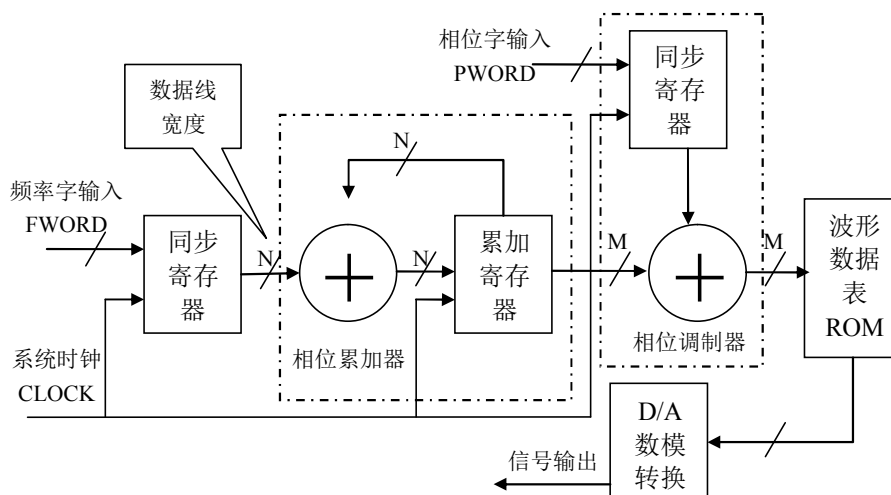 相位字输入
PWORD
同步
寄存
器
数据线
宽度
N
频率字输入
FWORD
同步
寄存
器
N
N
累加
寄存
器
M
M
波形
数据
表
ROM
相位累加器
相位调制器
系统时钟
CLOCK
D/A
数模
转换
信号输出